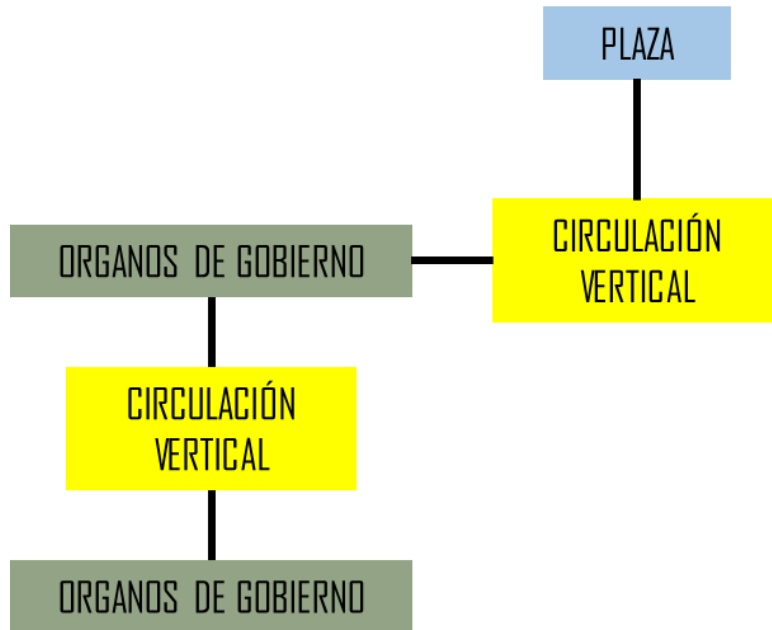 PLAZA
CIRCULACIÓN
VERTICAL
ORGANOS DE GOBIERNO
CIRCULACIÓN
VERTICAL
ORGANOS DE GOBIERNO